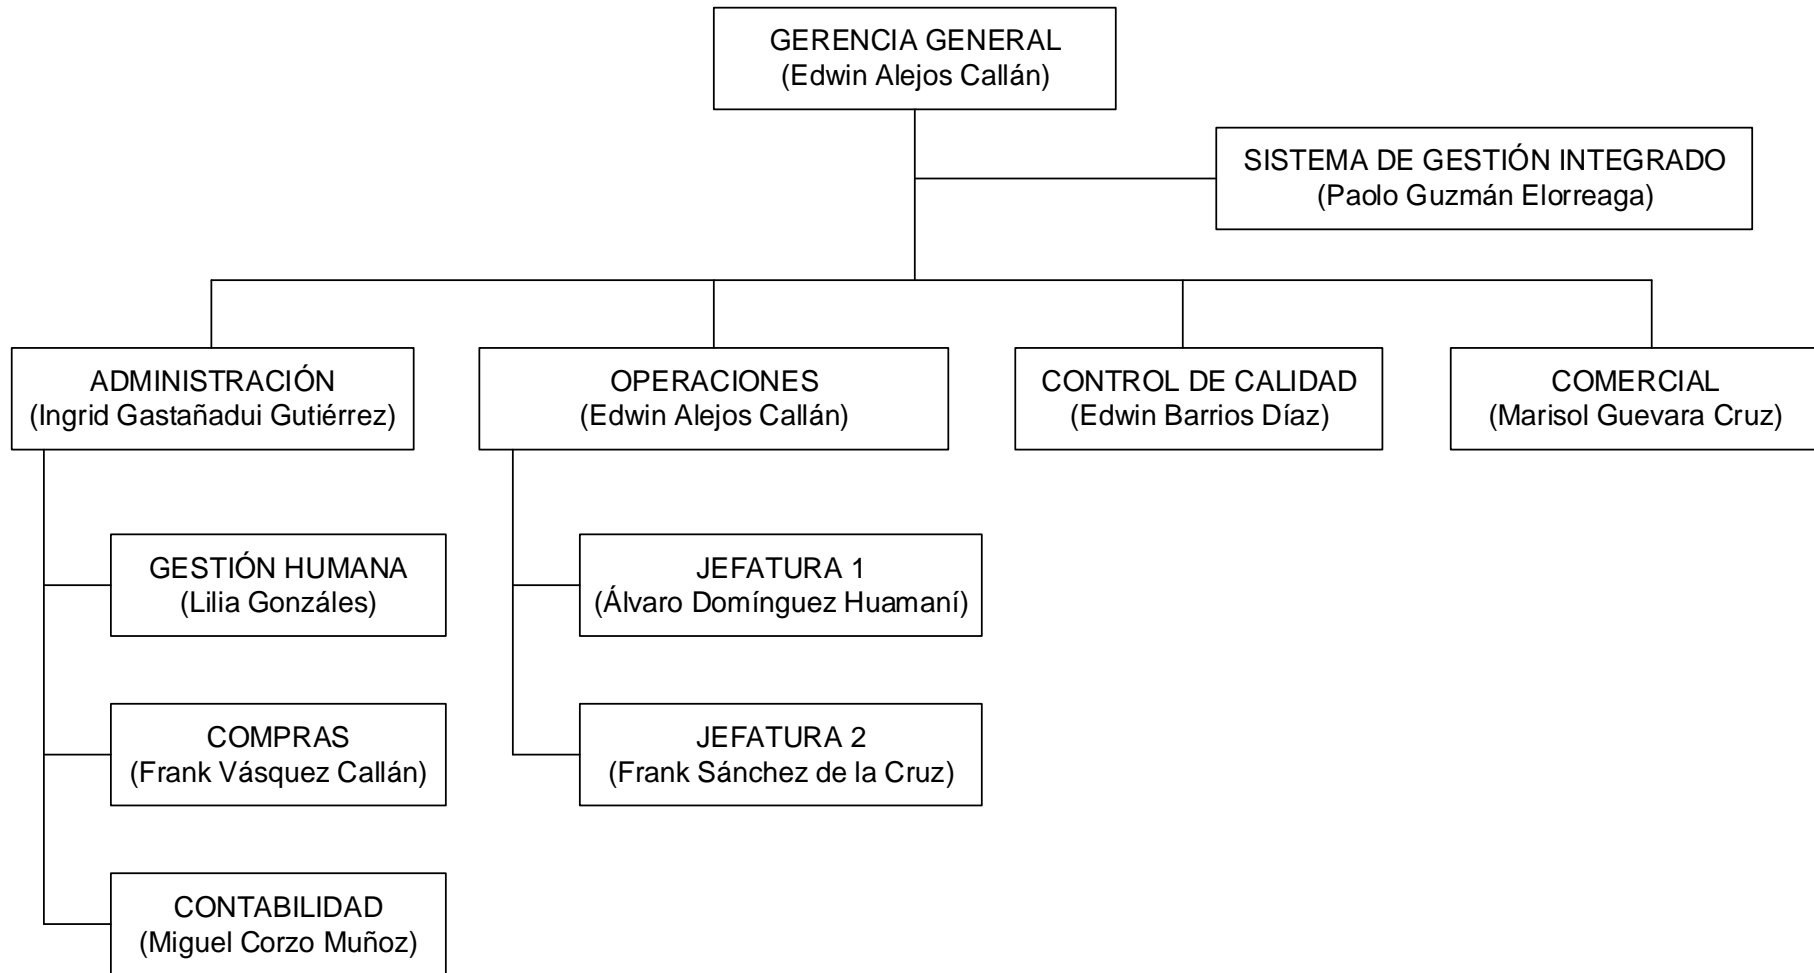 GERENCIA GENERAL
(Edwin Alejos Callán)
SISTEMA DE GESTIÓN INTEGRADO
(Paolo Guzmán Elorreaga)
ADMINISTRACIÓN
(Ingrid Gastañadui Gutiérrez)
OPERACIONES
(Edwin Alejos Callán)
CONTROL DE CALIDAD
(Edwin Barrios Díaz)
COMERCIAL
(Marisol Guevara Cruz)
GESTIÓN HUMANA
(Lilia Gonzáles)
JEFATURA 1
(Álvaro Domínguez Huamaní)
COMPRAS
(Frank Vásquez Callán)
JEFATURA 2
(Frank Sánchez de la Cruz)
CONTABILIDAD
(Miguel Corzo Muñoz)